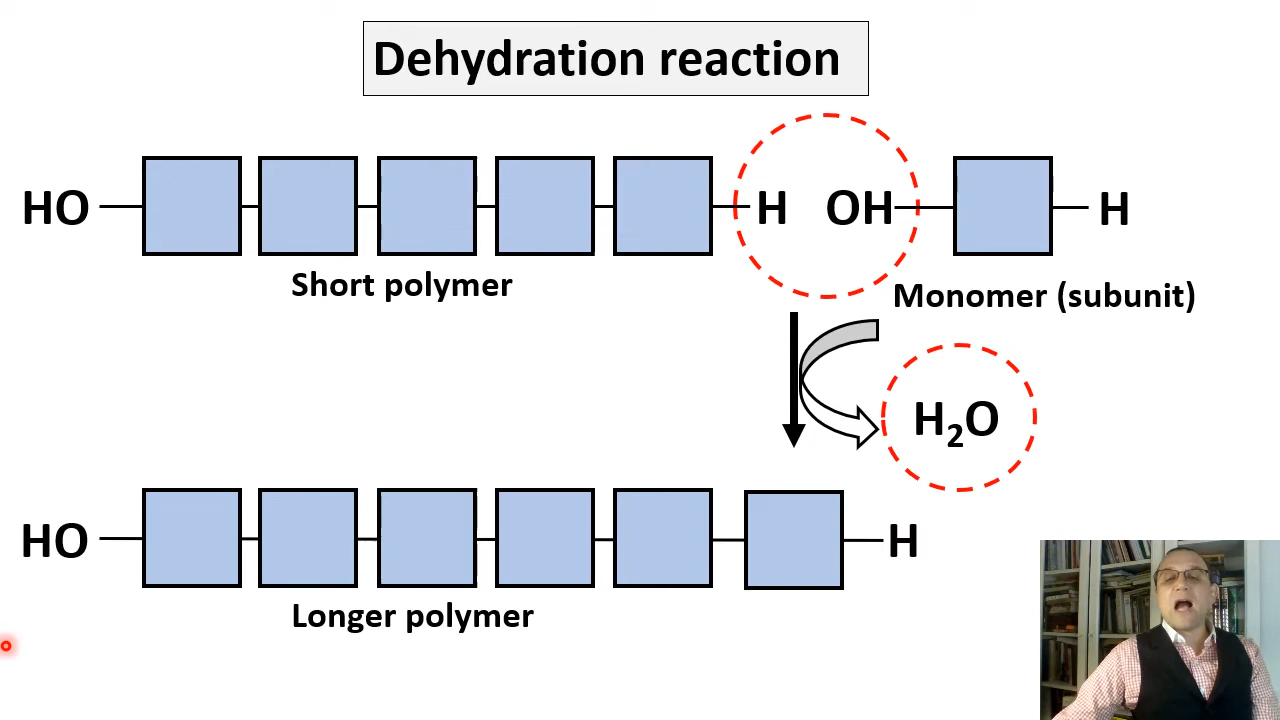 Dehydration reaction
HO H OH H
Short polymer
Monomer (subunit)
H₂O
HO H
Longer polymer